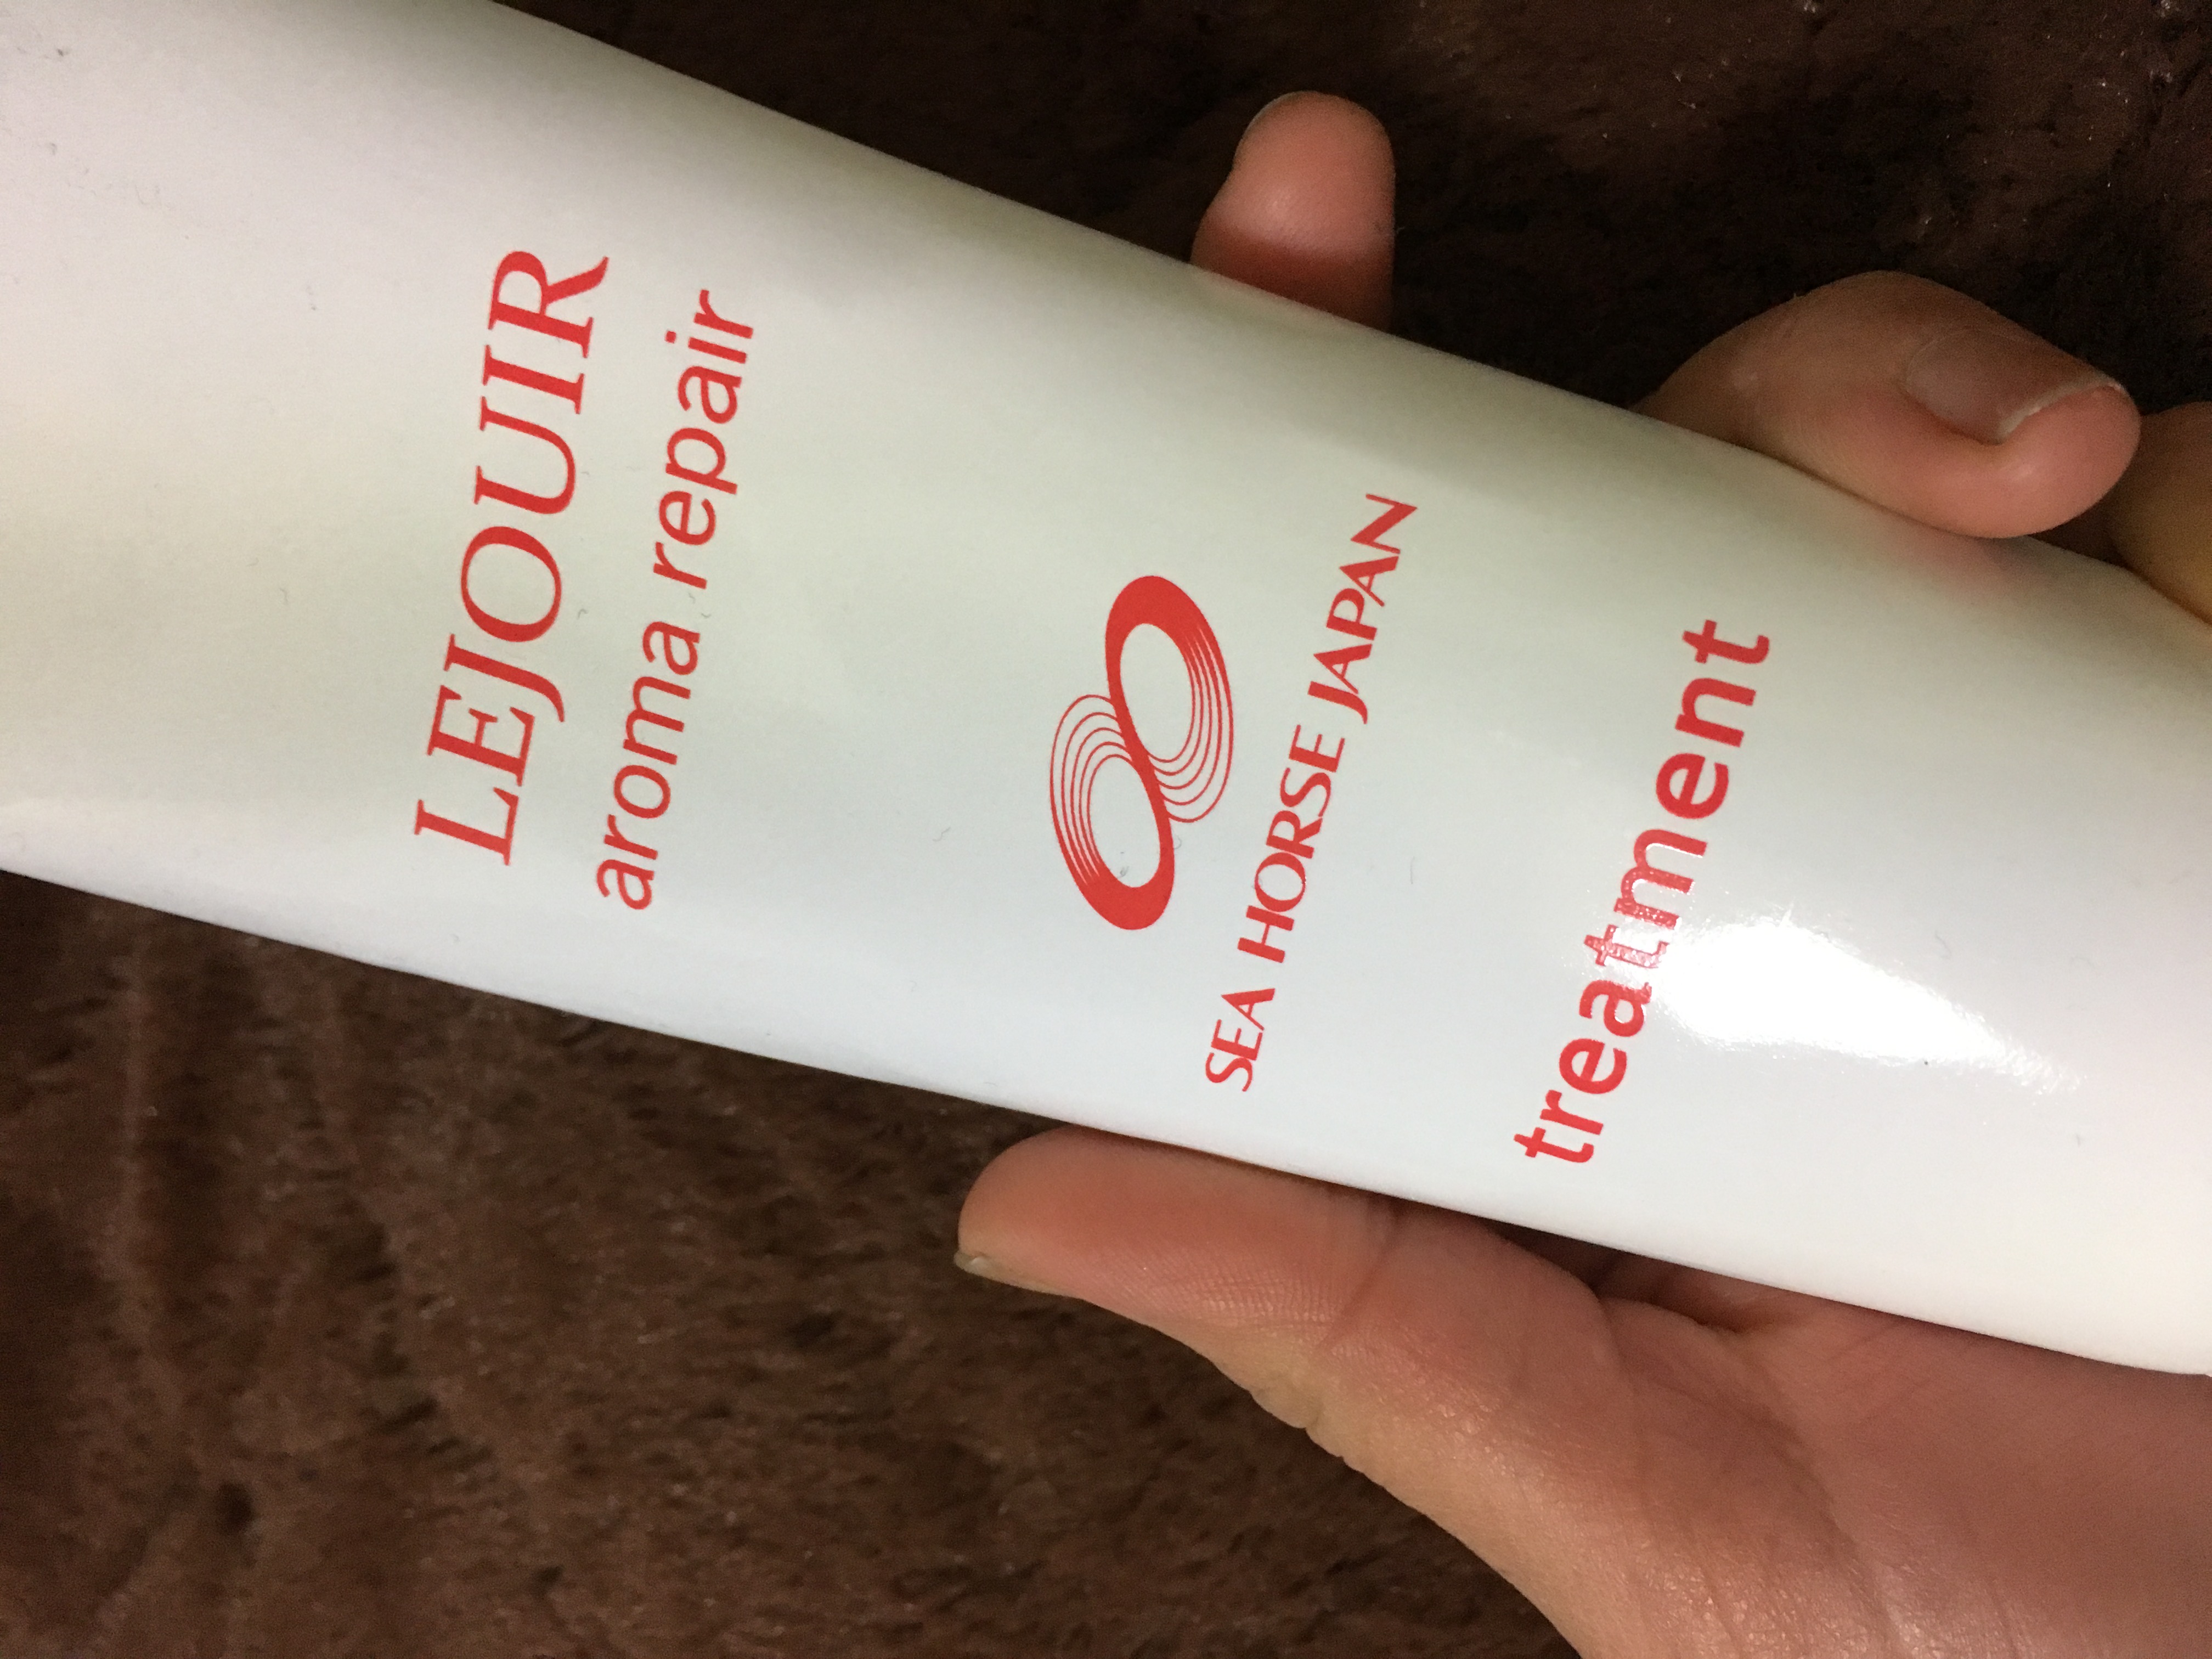 LEJOUIR
aroma repair
SEA HORSE JAPAN
treatment